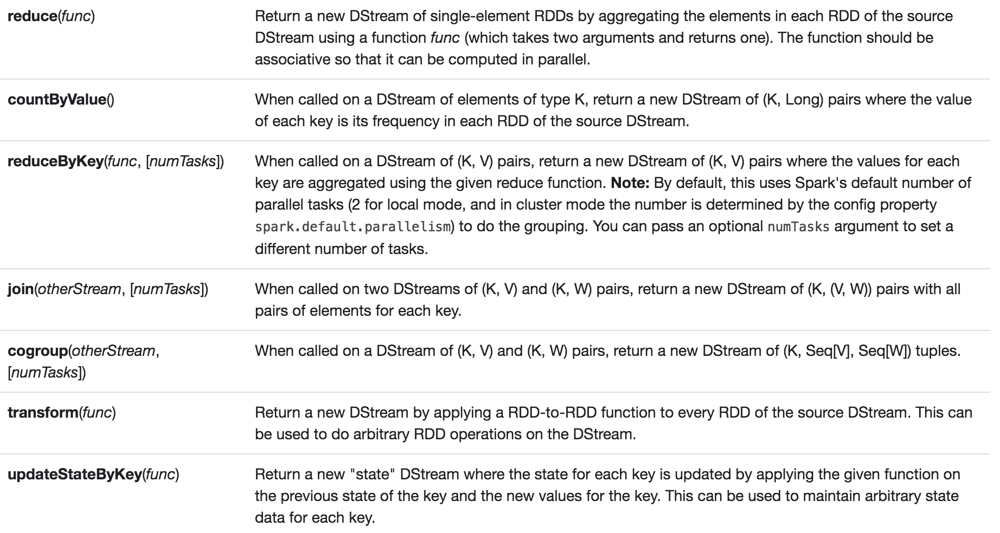 reduce(func)
Return a new DStream of single-element RDDs by aggregating the elements in each RDD of the source
DStream using a function func (which takes two arguments and returns one). The function should be
associative so that it can be computed in parallel.
countByValue()
When called on a DStream of elements of type K, return a new DStream of (K, Long) pairs where the value
of each key is its frequency in each RDD of the source DStream.
reduceByKey(func, [numTasks])
When called on a DStream of (K, V) pairs, return a new DStream of (K, V) pairs where the values for each
key are aggregated using the given reduce function. Note: By default, this uses Spark's default number of
parallel tasks (2 for local mode, and in cluster mode the number is determined by the config property
spark.default.parallelism) to do the grouping. You can pass an optional numTasks argument to set a
different number of tasks.
join(otherStream, [numTasks])
When called on two DStreams of (K, V) and (K, W) pairs, return a new DStream of (K, (V, W)) pairs with all
pairs of elements for each key.
cogroup(otherStream,
[numTasks])
When called on a DStream of (K, V) and (K, W) pairs, return a new DStream of (K, Seq[V], Seq[W]) tuples.
transform(func)
Return a new DStream by applying a RDD-to-RDD function to every RDD of the source DStream. This can
be used to do arbitrary RDD operations on the DStream.
updateStateByKey(func)
Return a new "state" DStream where the state for each key is updated by applying the given function on
the previous state of the key and the new values for the key. This can be used to maintain arbitrary state
data for each key.